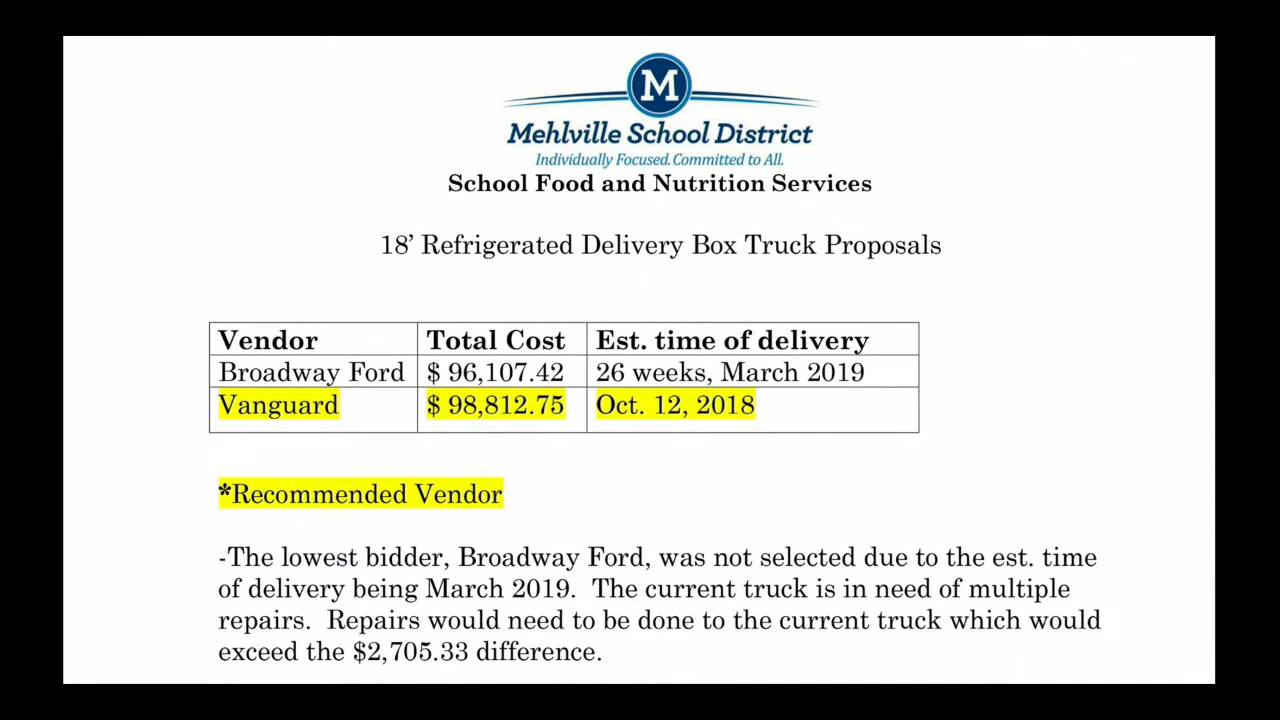 M
Mehlville School District
Individually Focused. Committed to All.
School Food and Nutrition Services
18’ Refrigerated Delivery Box Truck Proposals
Vendor Total Cost Est. time of delivery
Broadway Ford $ 96,107.42 26 weeks, March 2019
Vanguard $ 98,812.75 Oct. 12, 2018
*Recommended Vendor
-The lowest bidder, Broadway Ford, was not selected due to the est. time
of delivery being March 2019.  The current truck is in need of multiple
repairs.  Repairs would need to be done to the current truck which would
exceed the $2,705.33 difference.